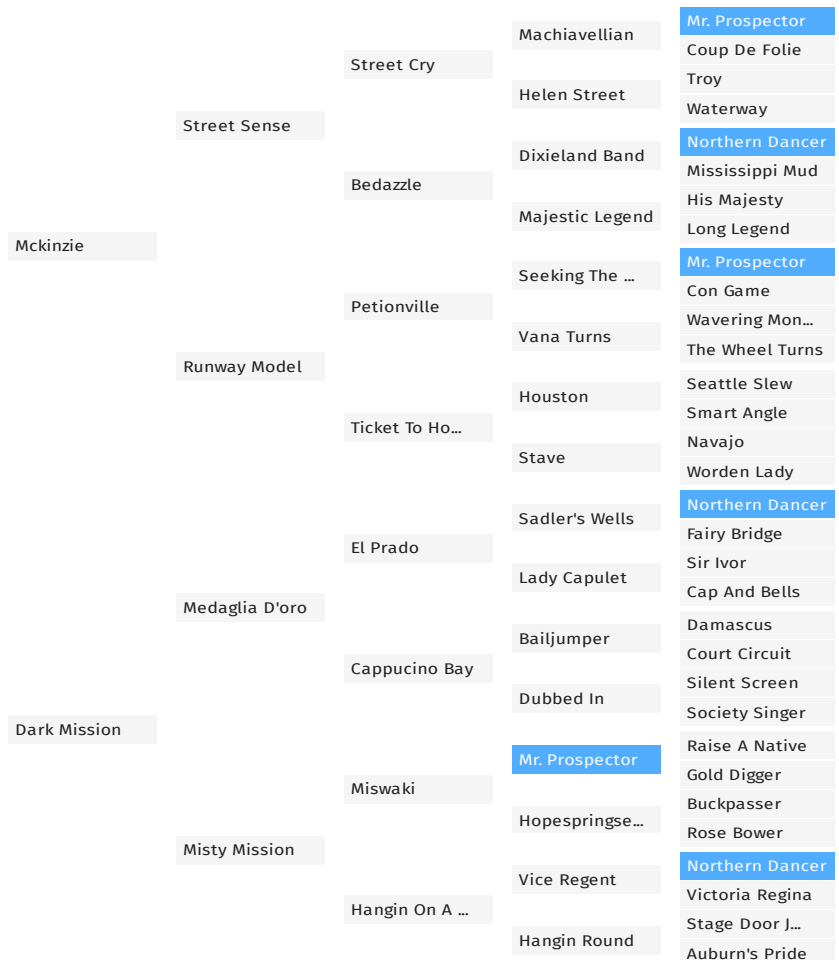 Mckinzie
Dark Mission
Street Sense
Runway Model
Medaglia D'oro
Misty Mission
Street Cry
Bedazzle
Petionville
Ticket To Ho...
El Prado
Cappucino Bay
Miswaki
Hangin On A ...
Machiavellian
Helen Street
Dixieland Band
Majestic Legend
Seeking The ...
Vana Turns
Houston
Stave
Sadler's Wells
Lady Capulet
Bailjumper
Dubbed In
Mr. Prospector
Hopespringse...
Vice Regent
Hangin Round
Mr. Prospector
Coup De Folie
Troy
Waterway
Northern Dancer
Mississippi Mud
His Majesty
Long Legend
Mr. Prospector
Con Game
Wavering Mon...
The Wheel Turns
Seattle Slew
Smart Angle
Navajo
Worden Lady
Northern Dancer
Fairy Bridge
Sir Ivor
Cap And Bells
Damascus
Court Circuit
Silent Screen
Society Singer
Raise A Native
Gold Digger
Buckpasser
Rose Bower
Northern Dancer
Victoria Regina
Stage Door J...
Auburn's Pride